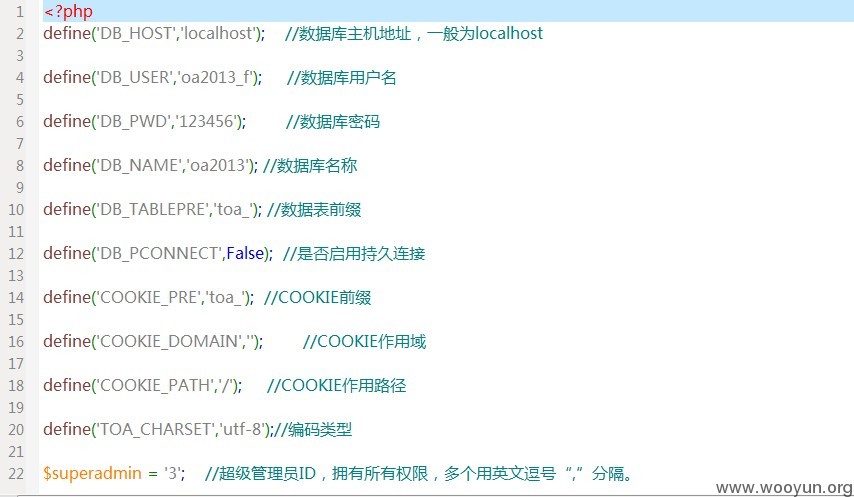 1 <?php
2 define('DB_HOST','localhost'); //数据库主机地址，一般为localhost
3
4 define('DB_USER','oa2013_f'); //数据库用户名
5
6 define('DB_PWD','123456'); //数据库密码
7
8 define('DB_NAME','oa2013'); //数据库名称
9
10 define('DB_TABLEPRE','toa_'); //数据表前缀
11
12 define('DB_PCONNECT',False); //是否启用持久连接
13
14 define('COOKIE_PRE','toa_'); //COOKIE前缀
15
16 define('COOKIE_DOMAIN',''); //COOKIE作用域
17
18 define('COOKIE_PATH','/'); //COOKIE作用路径
19
20 define('TOA_CHARSET','utf-8');//编码类型
21
22 $superadmin = '3'; //超级管理员ID，拥有所有权限，多个用英文逗号“,”分隔。
www.wooyun.org